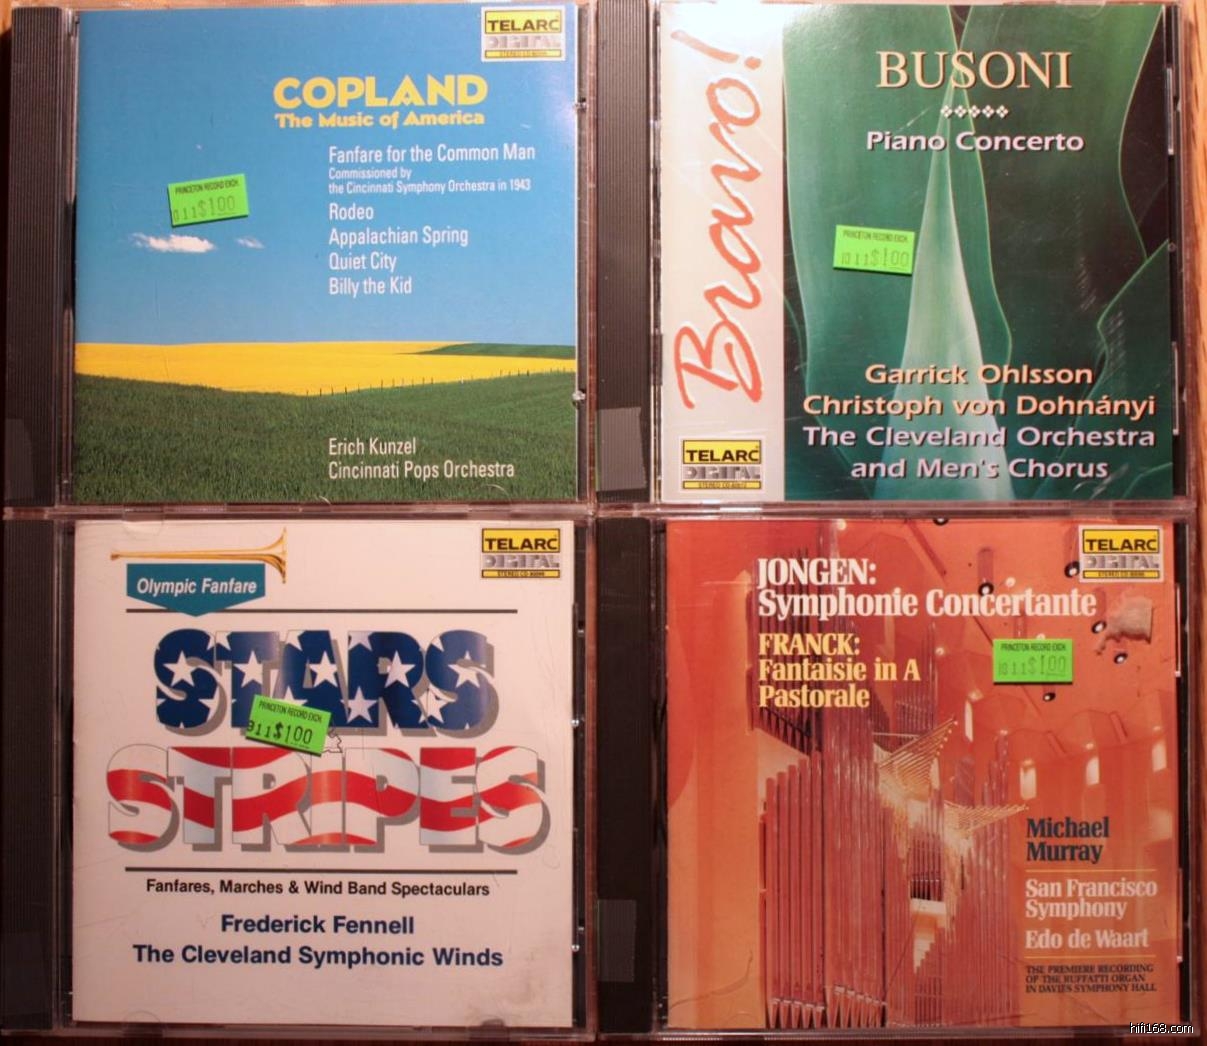 TELARC
DIGITAL
COPLAND
The Music of America
Fanfare for the Common Man
Commissioned by
the Cincinnati Symphony Orchestra in 1943
Rodeo
Appalachian Spring
Quiet City
Billy the Kid
PRINCETON RECORD EXCH.
$1.00
Erich Kunzel
Cincinnati Pops Orchestra
Bravo!
BUSONI
Piano Concerto
PRINCETON RECORD EXCH.
10 11 $1.00
Garrick Ohlsson
Christoph von Dohnányi
The Cleveland Orchestra
and Men's Chorus
TELARC
DIGITAL
TELARC
DIGITAL
Olympic Fanfare
STARS
PRINCETON RECORD EXCH.
$1.00
STRIPES
Fanfares, Marches & Wind Band Spectaculars
Frederick Fennell
The Cleveland Symphonic Winds
TELARC
DIGITAL
JONGEN:
Symphonie Concertante
FRANCK:
Fantaisie in A
Pastorale
PRINCETON RECORD EXCH.
10 11 $1.00
Michael
Murray
San Francisco
Symphony
Edo de Waart
THE PREMIERE RECORDING
OF THE RUFFATTI ORGAN
IN DAVIES SYMPHONY HALL
hifi168.com